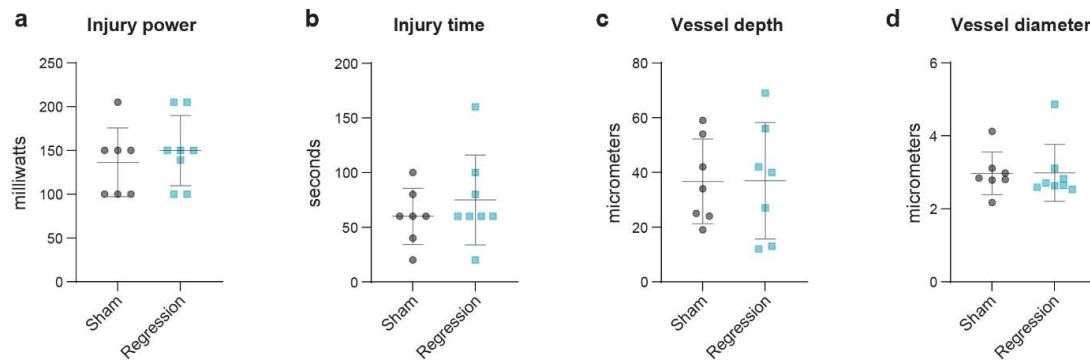 a Injury power
250
200
150
100
50
0
milliwatts
Sham
Regression
b Injury time
200
150
100
50
0
seconds
Sham
Regression
c Vessel depth
80
60
40
20
0
micrometers
Sham
Regression
d Vessel diameter
6
4
2
0
micrometers
Sham
Regression